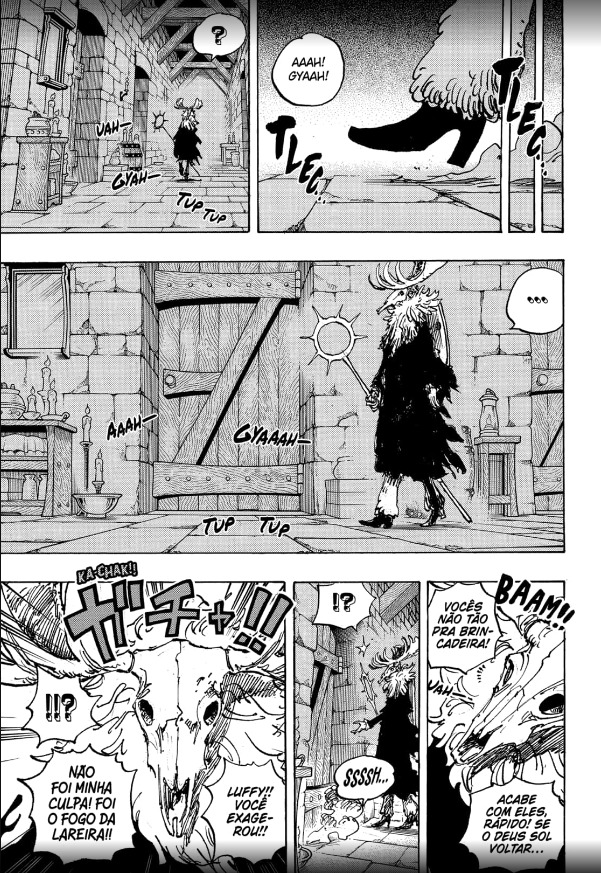 AAAH!
GYAAH!
TLEC...
TLEC...
?
UAH—
GYAH—
TUP TUP
...
GYAAAH—
AAAH—
TUP TUP
BAAM!!
VOCÊS
NÃO TÃO
PRA BRIN-
CADEIRA!
UAH
ACABE
COM ELES,
RÁPIDO! SE
O DEUS SOL
VOLTAR...
!?
SSSSH...
KA-CHAK!!
ガチャ!!
LUFFY!!
VOCÊ
EXAGE-
ROU!!
!!?
NÃO
FOI MINHA
CULPA! FOI
O FOGO DA
LAREIRA!!